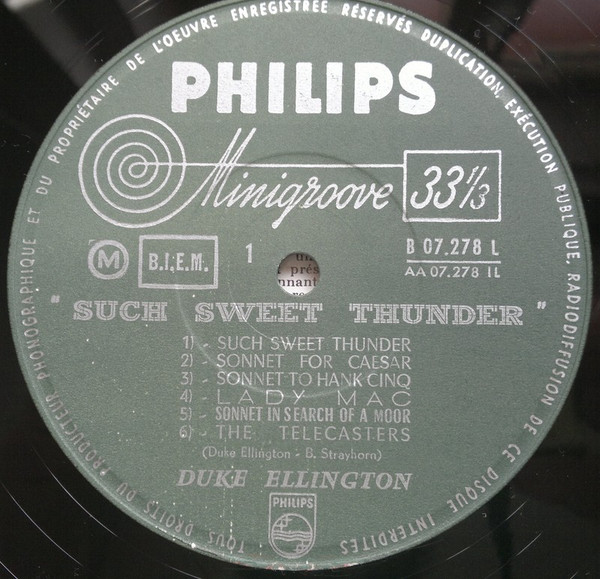 TOUS DROITS DU PRODUCTEUR PHONOGRAPHIQUE ET DU PROPRIÉTAIRE DE L'OEUVRE ENREGISTRÉE RÉSERVÉS DUPLICATION, EXÉCUTION PUBLIQUE, RADIODIFFUSION DE CE DISQUE INTERDITES
PHILIPS
Minigroove 33 1/3
M B.I.E.M. 1 B 07.278 L
AA 07.278 1L
" SUCH SWEET THUNDER "
1) - SUCH SWEET THUNDER
2) - SONNET FOR CAESAR
3) - SONNET TO HANK CINQ
4) - LADY MAC
5) - SONNET IN SEARCH OF A MOOR
6) - THE TELECASTERS
(Duke Ellington - B. Strayhorn)
DUKE ELLINGTON
PHILIPS